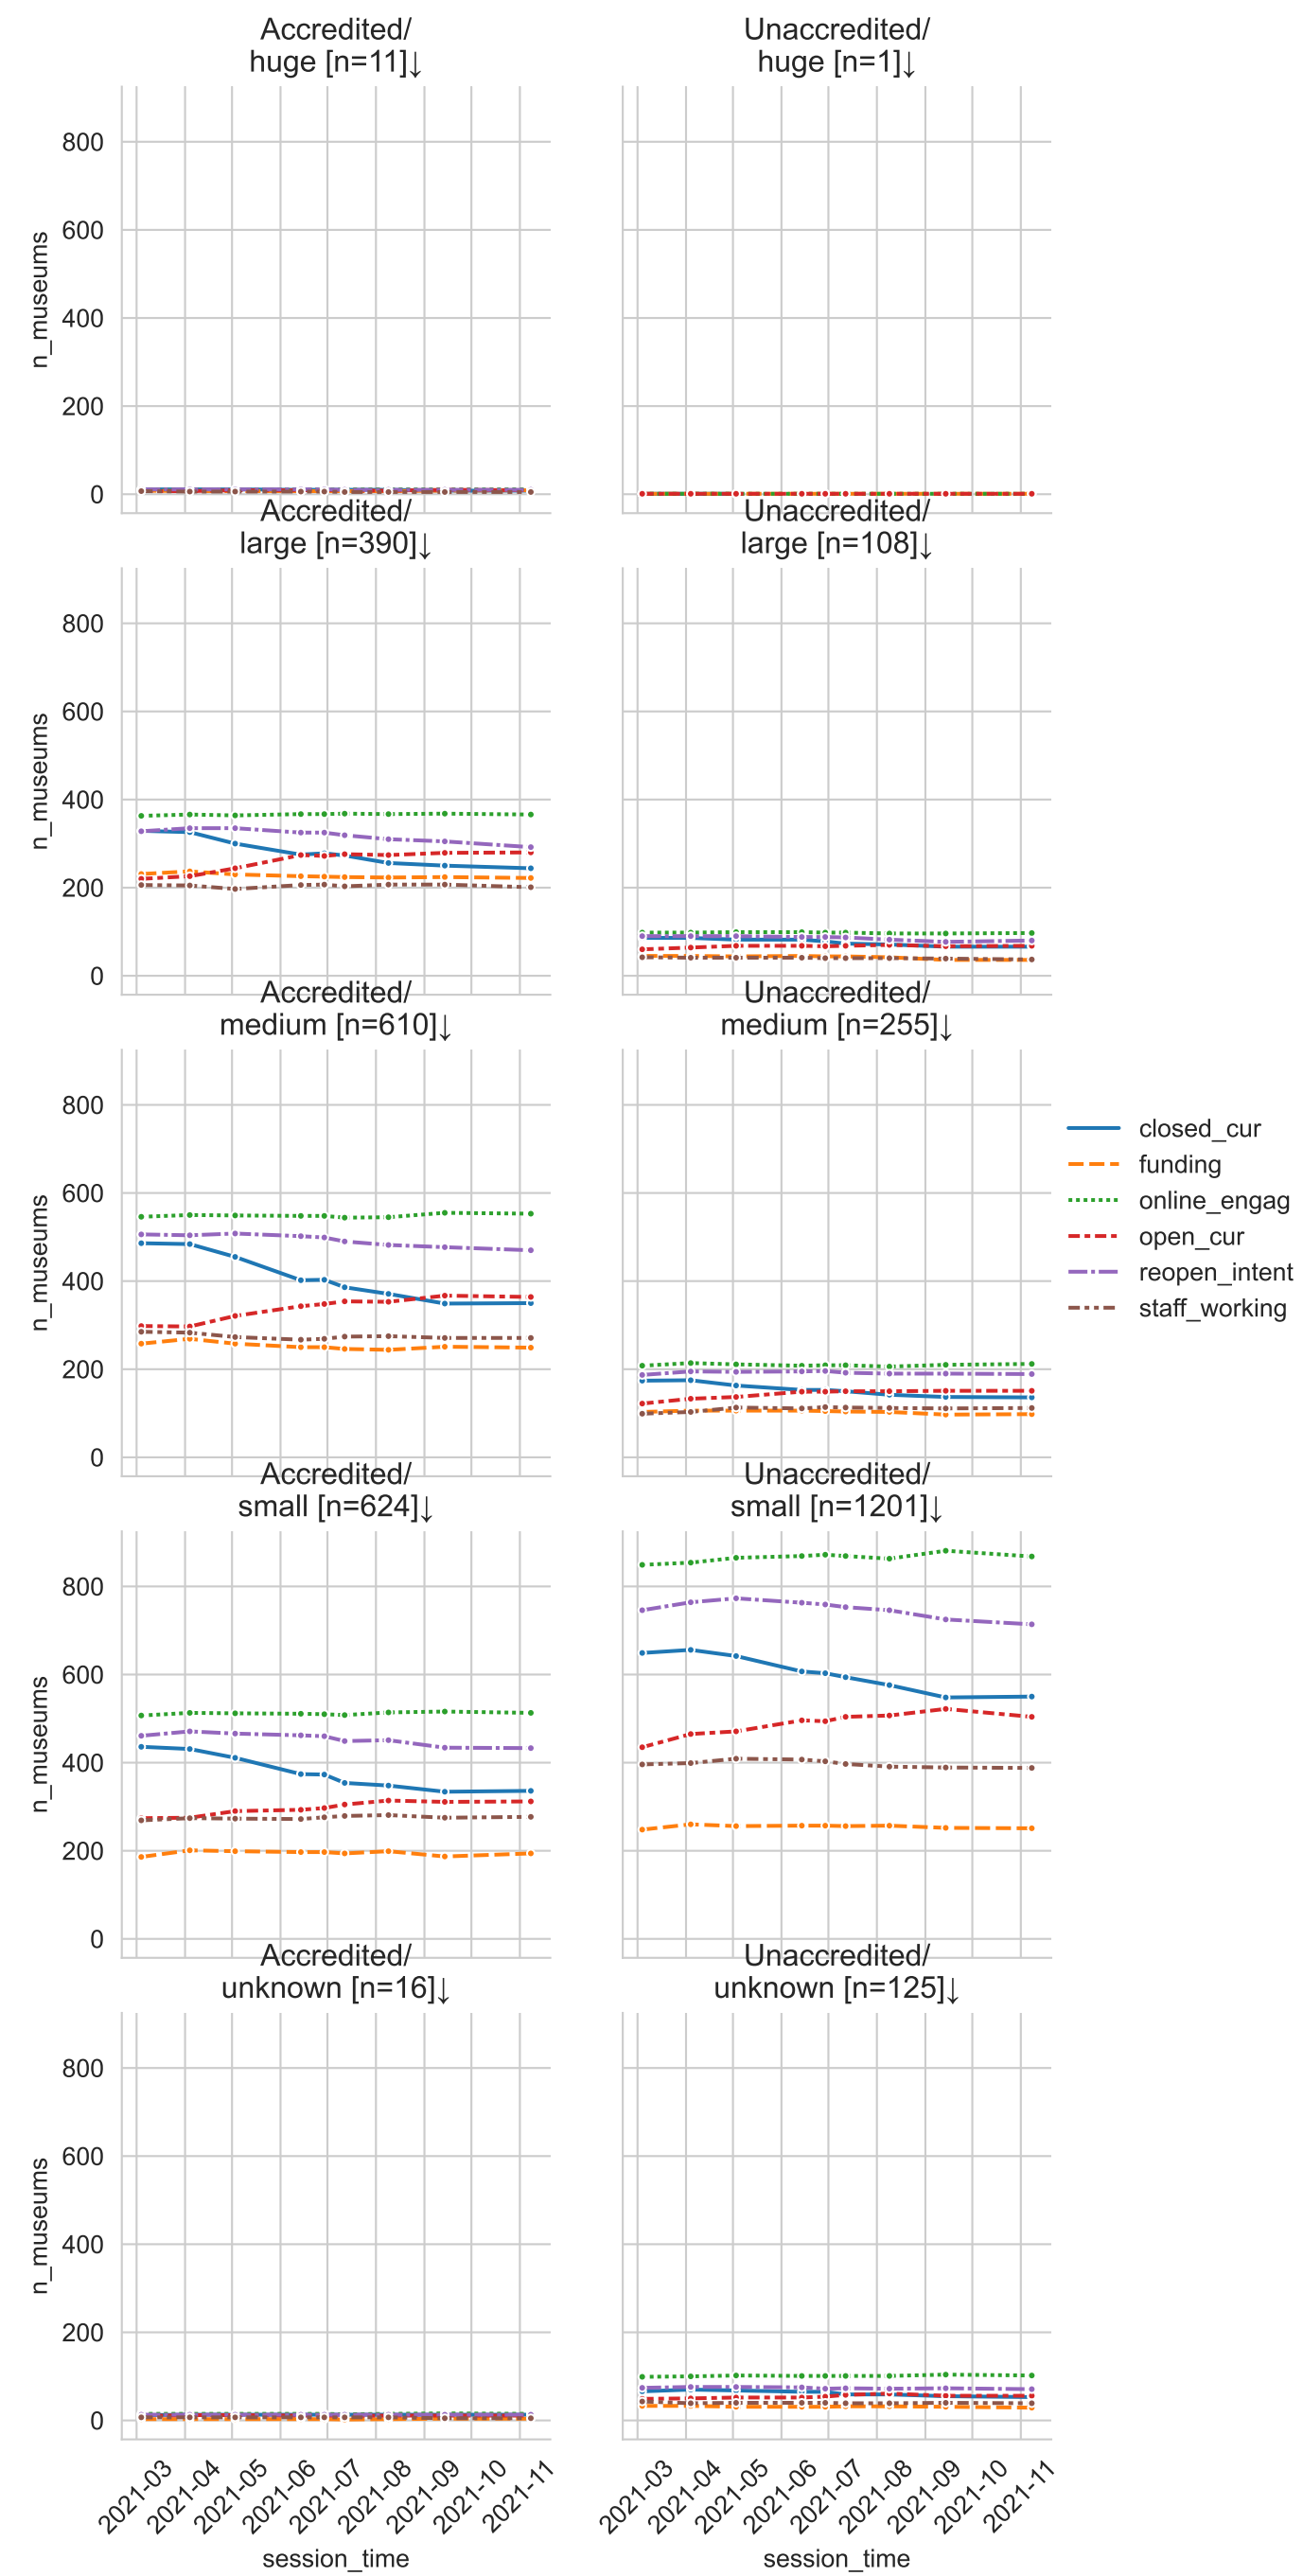 Accredited/
huge [n=11]↓
Unaccredited/
huge [n=1]↓
800
600
400
200
0
n_museums
Accredited/
large [n=390]↓
Unaccredited/
large [n=108]↓
800
600
400
200
0
n_museums
Accredited/
medium [n=610]↓
Unaccredited/
medium [n=255]↓
800
600
400
200
0
n_museums
closed_cur
funding
online_engag
open_cur
reopen_intent
staff_working
Accredited/
small [n=624]↓
Unaccredited/
small [n=1201]↓
800
600
400
200
0
n_museums
Accredited/
unknown [n=16]↓
Unaccredited/
unknown [n=125]↓
800
600
400
200
0
n_museums
2021-03
2021-04
2021-05
2021-06
2021-07
2021-08
2021-09
2021-10
2021-11
session_time
2021-03
2021-04
2021-05
2021-06
2021-07
2021-08
2021-09
2021-10
2021-11
session_time